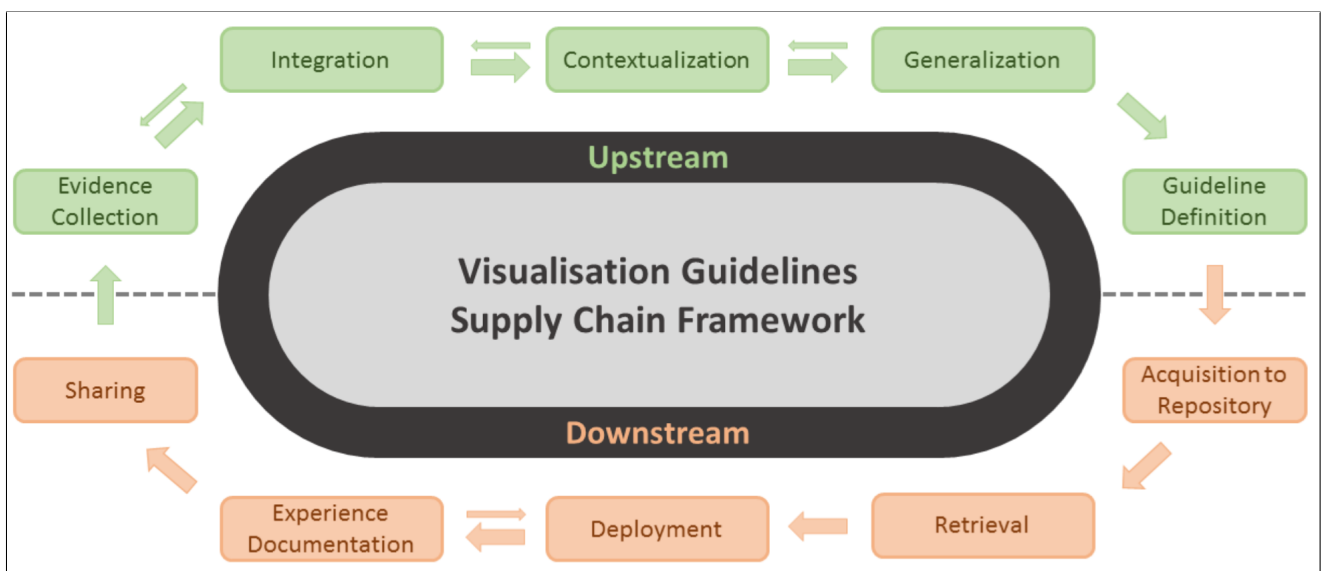 Integration
Contextualization
Generalization
Upstream
Evidence
Collection
Guideline
Definition
Visualisation Guidelines
Supply Chain Framework
Sharing
Acquisition to
Repository
Downstream
Experience
Documentation
Deployment
Retrieval